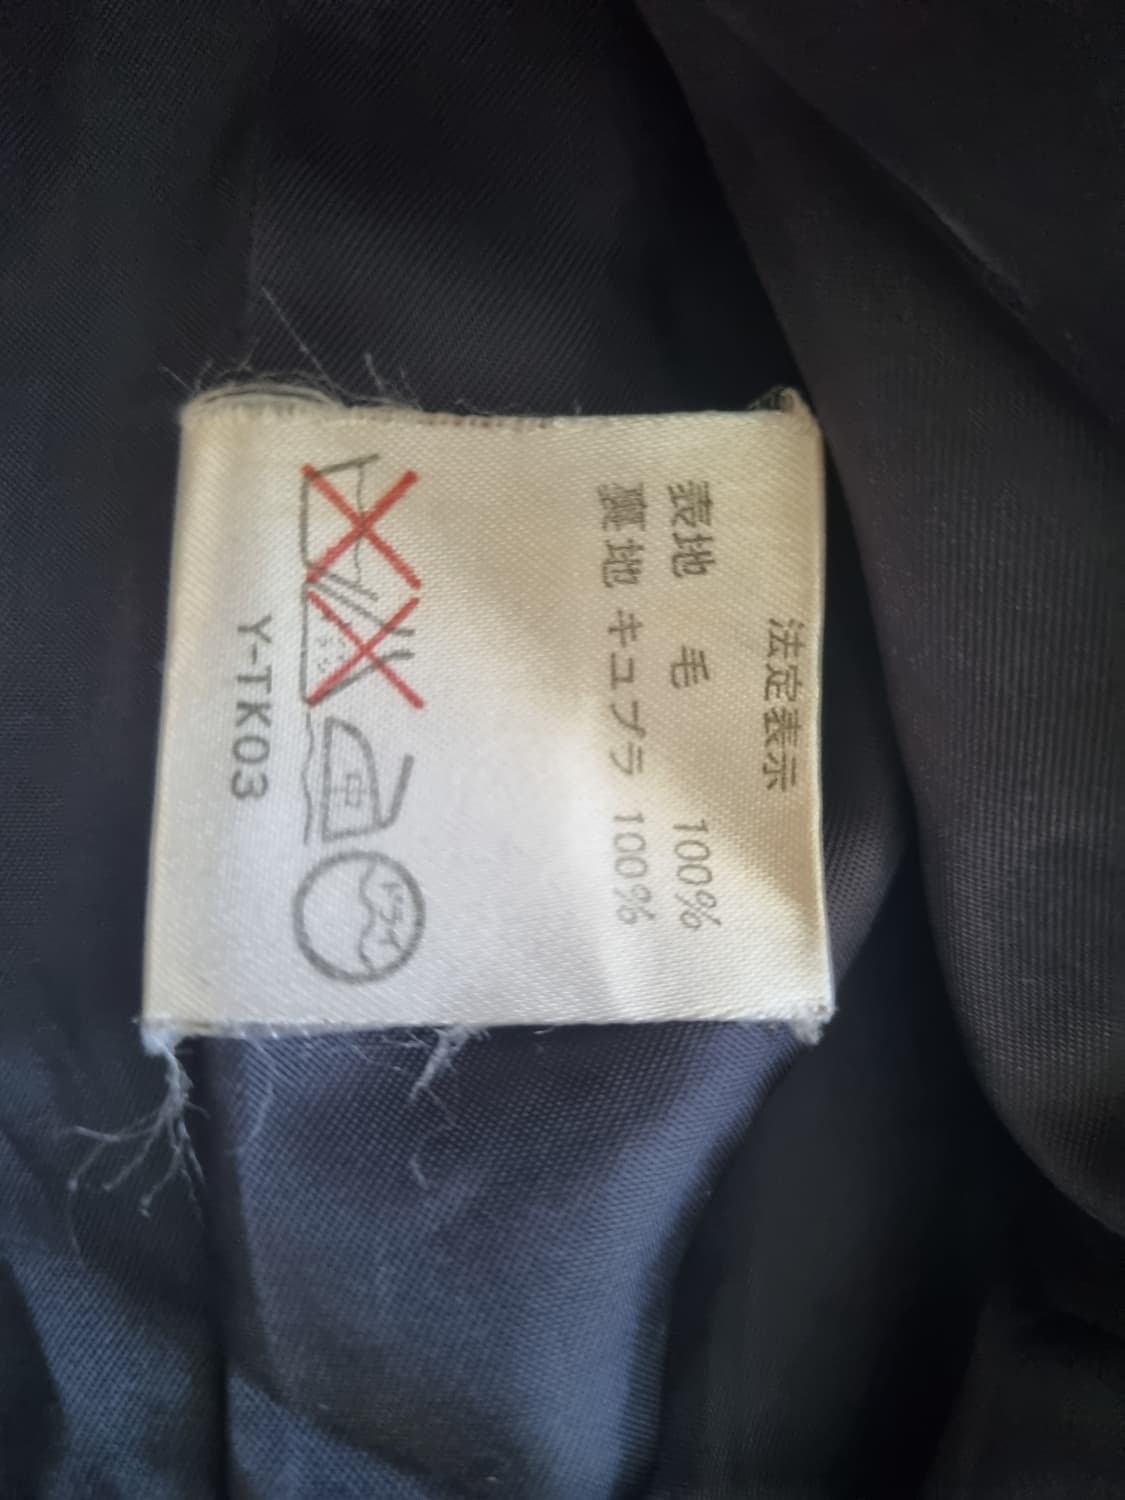 法定表示
表地 毛 100%
裏地 キュプラ 100%
中
ドライ
Y-TK03